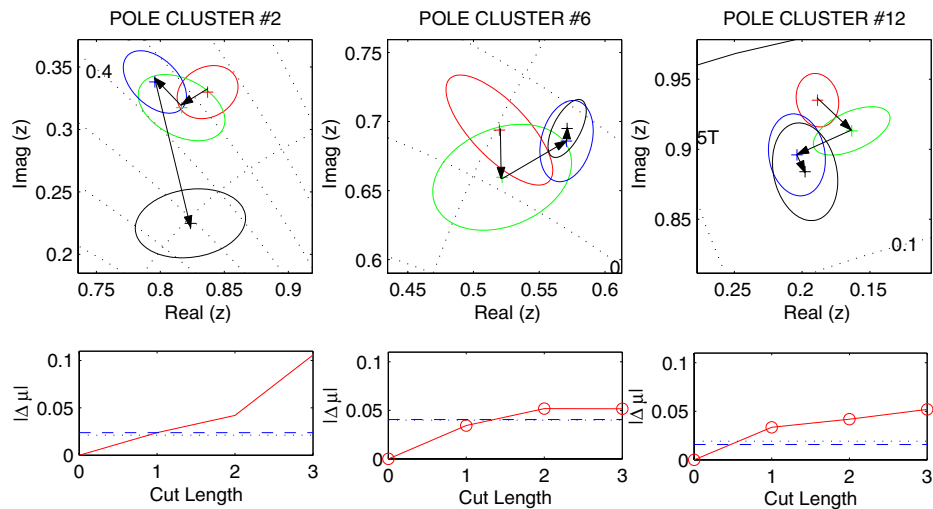 POLE CLUSTER #2 POLE CLUSTER #6 POLE CLUSTER #12
Imag (z)
0.35
0.3
0.25
0.2
0.4
0.75 0.8 0.85 0.9
Real (z)
Imag (z)
0.75
0.7
0.65
0.6
0
0.45 0.5 0.55 0.6
Real (z)
Imag (z)
0.95
0.9
0.85
5T
0.1
0.25 0.2 0.15
Real (z)
|Δ μ|
0.1
0.05
0
0 1 2 3
Cut Length
|Δ μ|
0.1
0.05
0
0 1 2 3
Cut Length
|Δ μ|
0.1
0.05
0
0 1 2 3
Cut Length